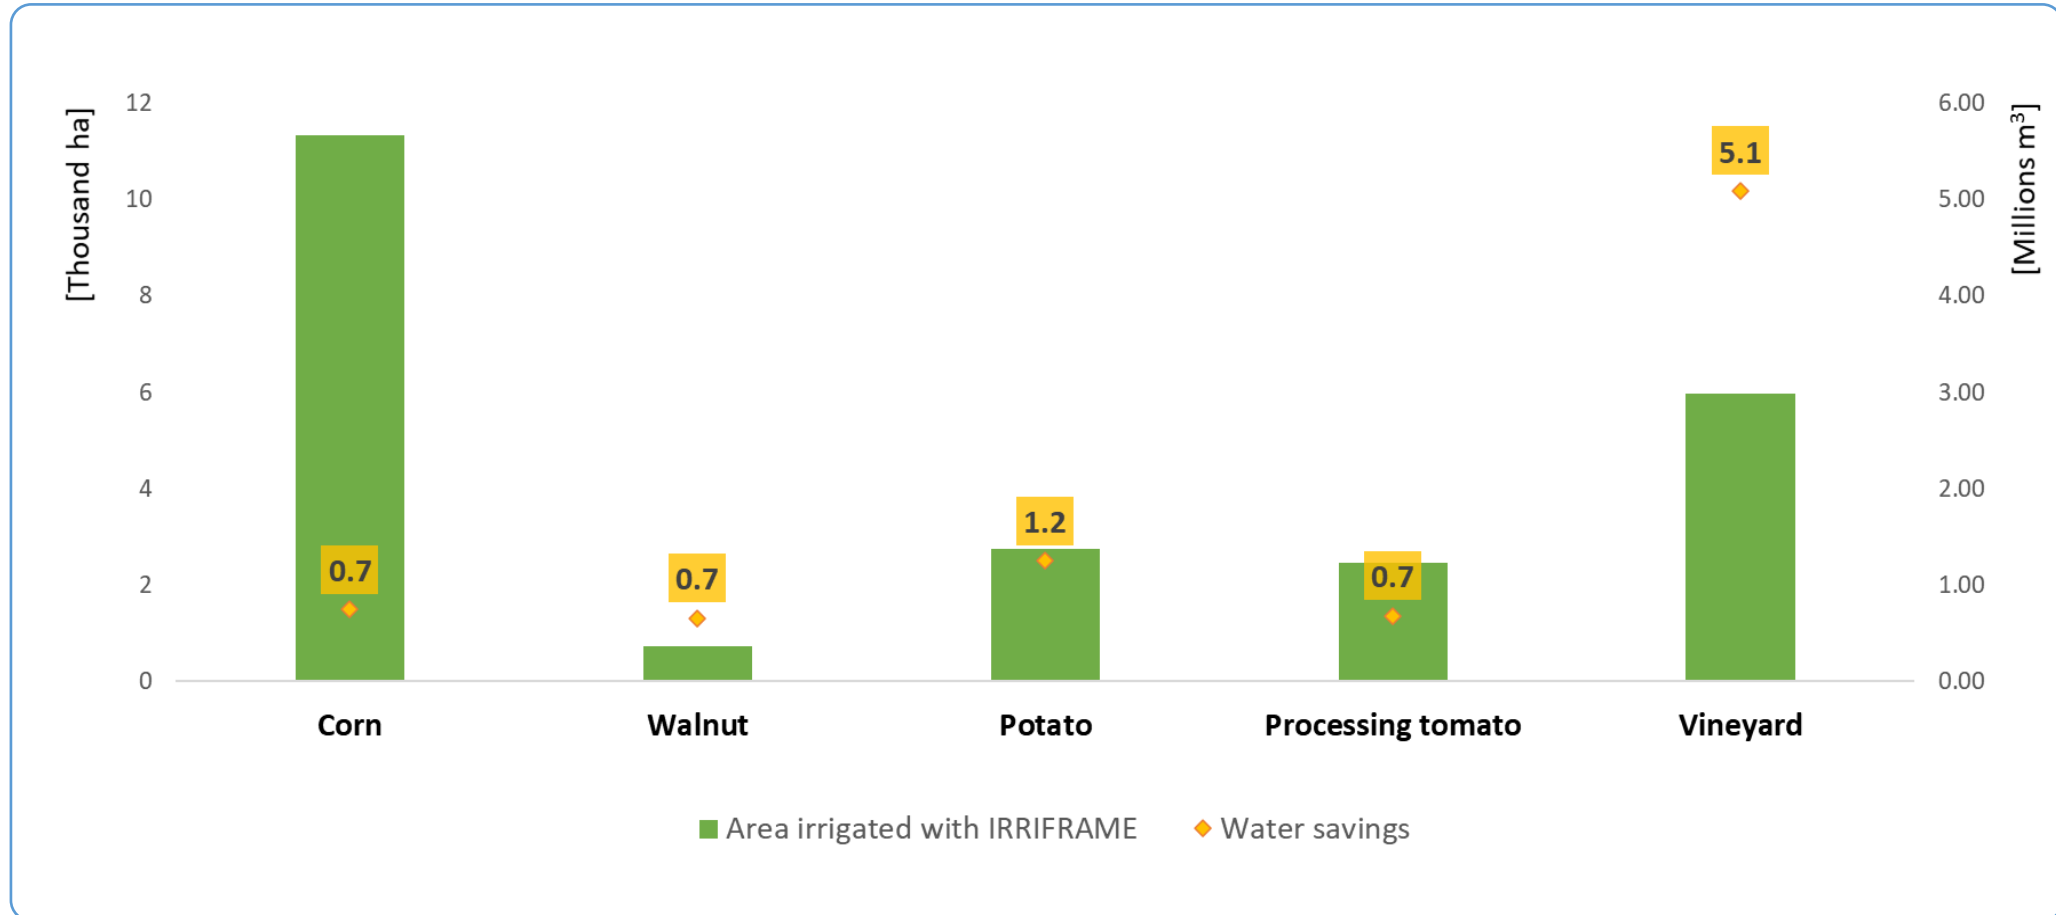 [Thousand ha]
12
10
8
6
4
2
0
[Millions m³]
6.00
5.00
4.00
3.00
2.00
1.00
0.00
0.7
0.7
1.2
0.7
5.1
Corn
Walnut
Potato
Processing tomato
Vineyard
Area irrigated with IRRIFRAME
Water savings